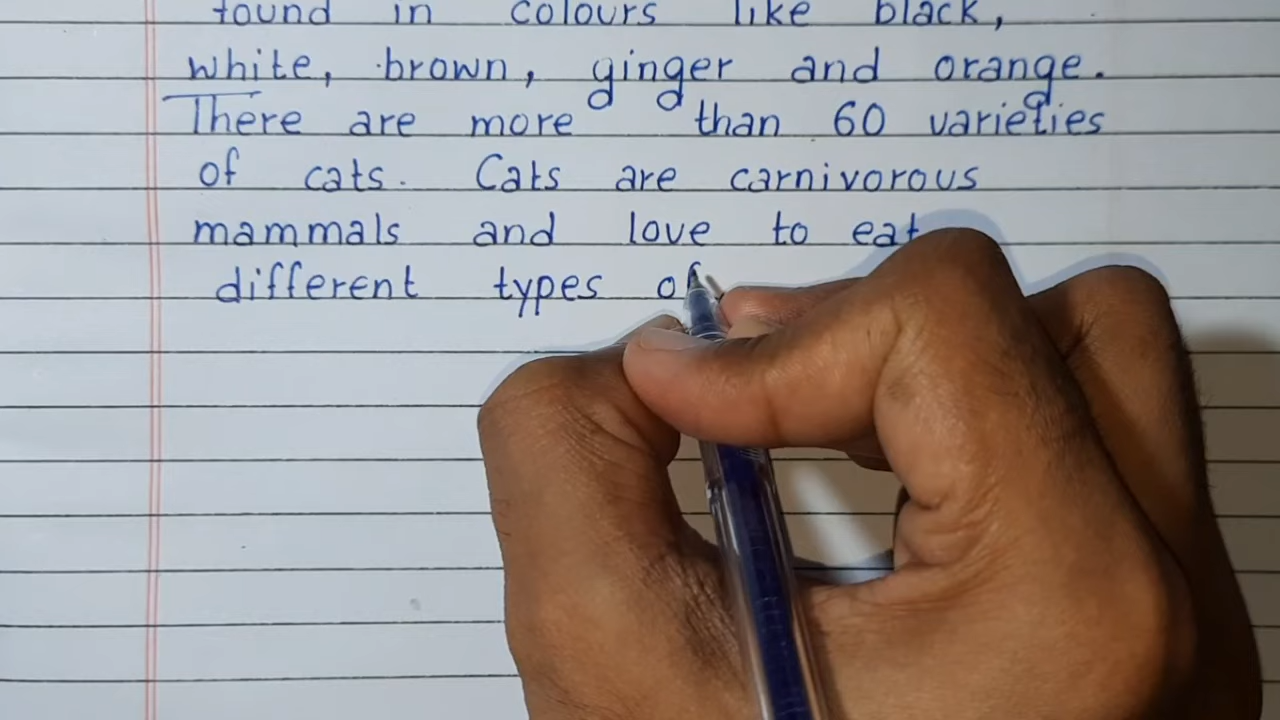 found in colours like black,
white, brown, ginger and orange.
There are more than 60 varieties
of cats. Cats are carnivorous
mammals and love to eat
different types of